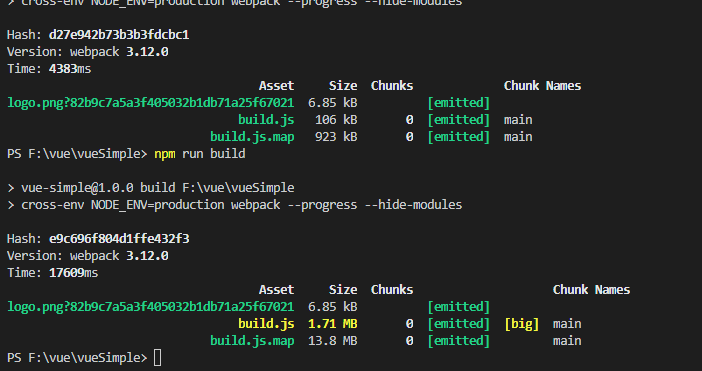 > cross-env NODE_ENV=production webpack --progress --hide-modules
Hash: d27e942b73b3b3fdcbc1
Version: webpack 3.12.0
Time: 4383ms
Asset Size Chunks Chunk Names
logo.png?82b9c7a5a3f405032b1db71a25f67021 6.85 kB [emitted]
build.js 106 kB 0 [emitted] main
build.js.map 923 kB 0 [emitted] main
PS F:\vue\vueSimple> npm run build
> vue-simple@1.0.0 build F:\vue\vueSimple
> cross-env NODE_ENV=production webpack --progress --hide-modules
Hash: e9c696f804d1ffe432f3
Version: webpack 3.12.0
Time: 17609ms
Asset Size Chunks Chunk Names
logo.png?82b9c7a5a3f405032b1db71a25f67021 6.85 kB [emitted]
build.js 1.71 MB 0 [emitted] [big] main
build.js.map 13.8 MB 0 [emitted] main
PS F:\vue\vueSimple>